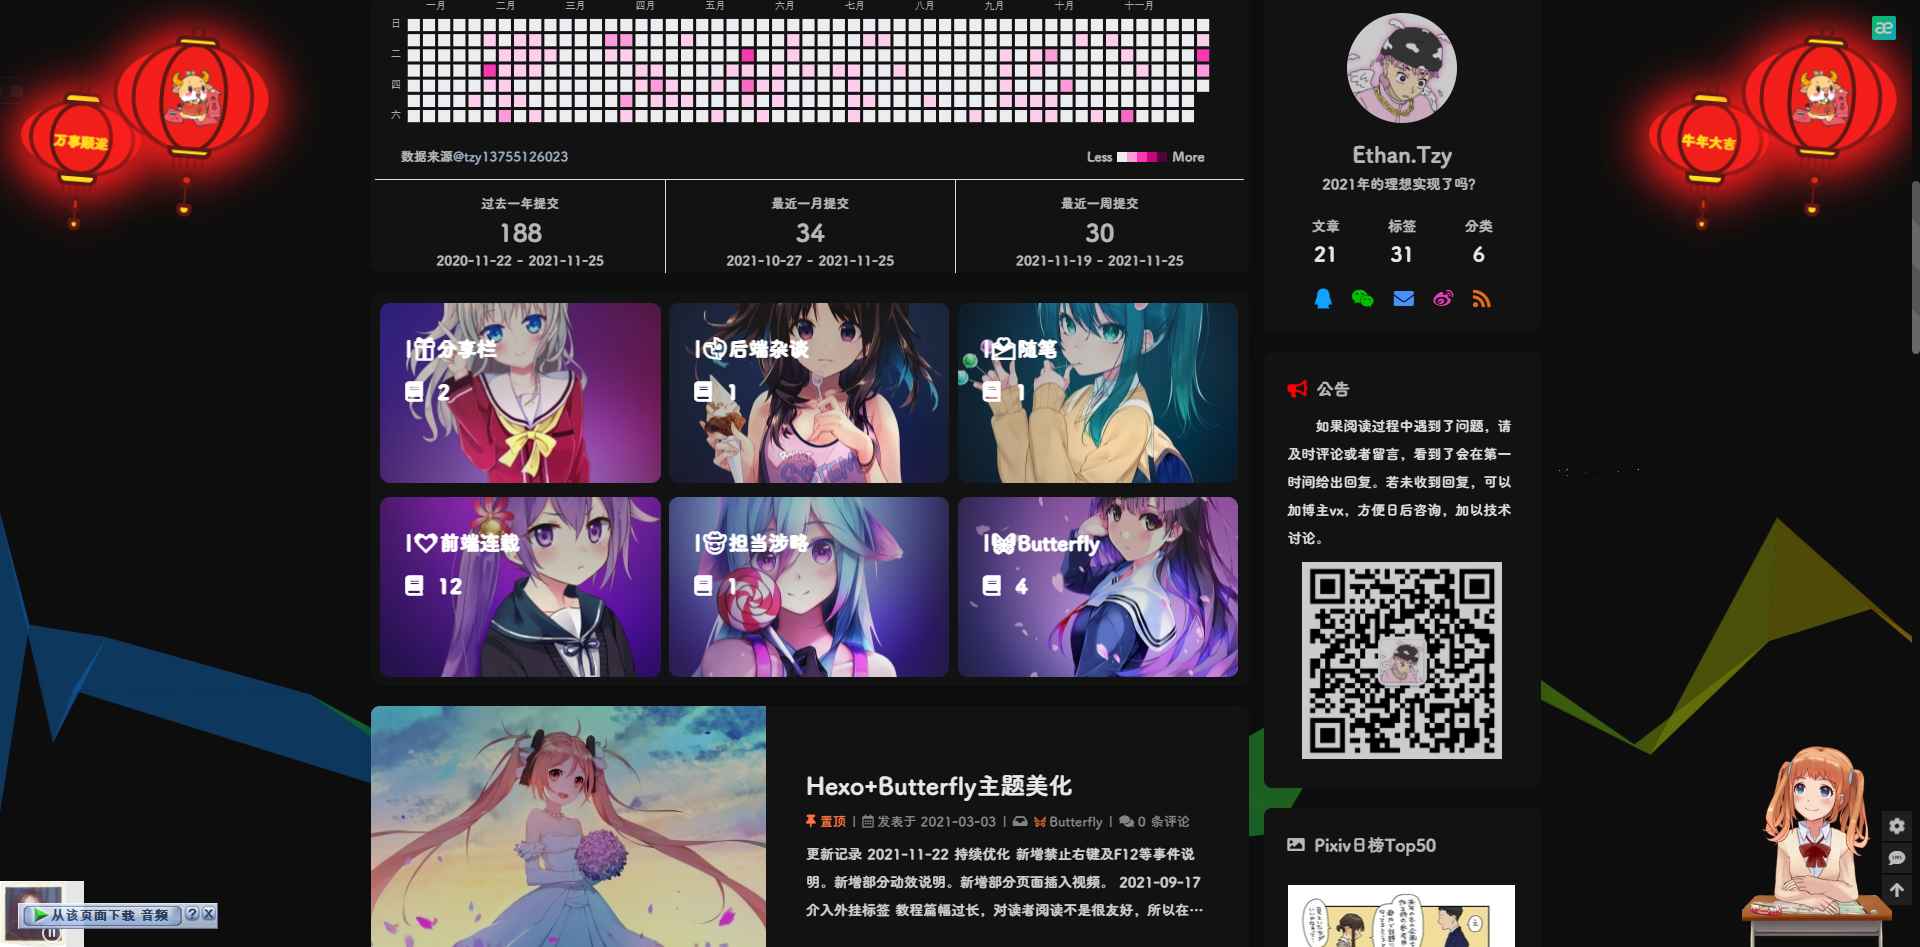 一月 二月 三月 四月 五月 六月 七月 八月 九月 十月 十一月
日
二
四
六
数据来源@tzy13755126023
Less More
过去一年提交
188
2020-11-22 - 2021-11-25
最近一月提交
34
2021-10-27 - 2021-11-25
最近一周提交
30
2021-11-19 - 2021-11-25
万事顺遂
牛年大吉
æ
Ethan.Tzy
2021年的理想实现了吗?
文章 标签 分类
21 31 6
|分享栏
2
|后端杂谈
1
|随笔
1
|前端连载
12
|担当涉略
1
|Butterfly
4
SYSTEM
公告
如果阅读过程中遇到了问题，请
及时评论或者留言，看到了会在第一
时间给出回复。若未收到回复，可以
加博主vx，方便日后咨询，加以技术
讨论。
Hexo+Butterfly主题美化
置顶 | 发表于 2021-03-03 | Butterfly | 0 条评论
更新记录 2021-11-22 持续优化 新增禁止右键及F12等事件说
明。新增部分动效说明。新增部分页面插入视频。 2021-09-17
介入外挂标签 教程篇幅过长，对读者阅读不是很友好，所以在…
Pixiv日榜Top50
从该页面下载 音频 ? X